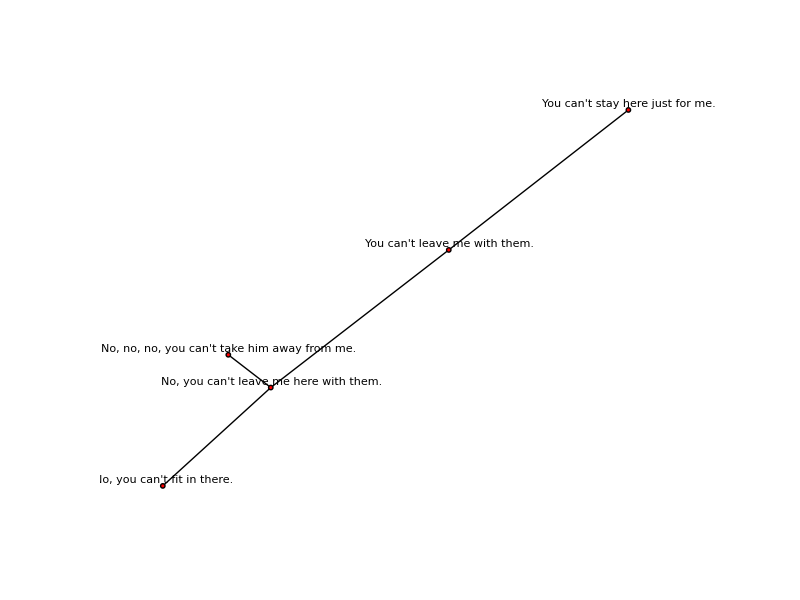 You can't stay here just for me.
You can't leave me with them.
No, no, no, you can't take him away from me.
No, you can't leave me here with them.
lo, you can't fit in there.